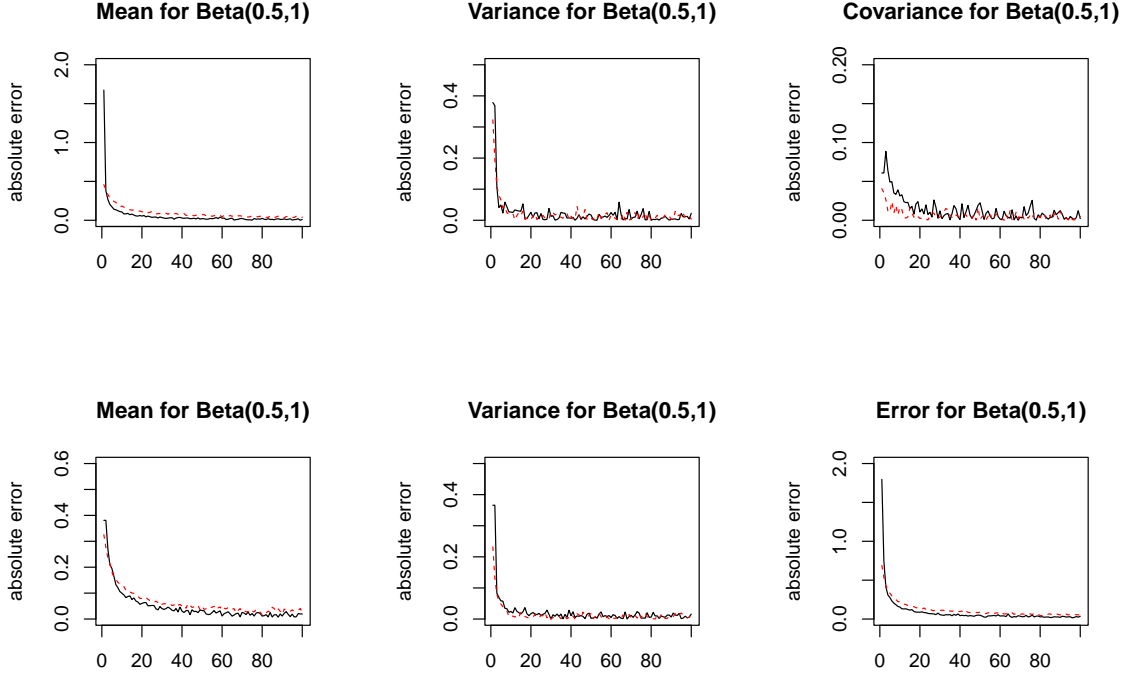 Mean for Beta(0.5,1)
absolute error
0.0 1.0 2.0
0 20 40 60 80
Variance for Beta(0.5,1)
absolute error
0.0 0.2 0.4
0 20 40 60 80
Covariance for Beta(0.5,1)
absolute error
0.00 0.10 0.20
0 20 40 60 80
Mean for Beta(0.5,1)
absolute error
0.0 0.2 0.4 0.6
0 20 40 60 80
Variance for Beta(0.5,1)
absolute error
0.0 0.2 0.4
0 20 40 60 80
Error for Beta(0.5,1)
absolute error
0.0 1.0 2.0
0 20 40 60 80